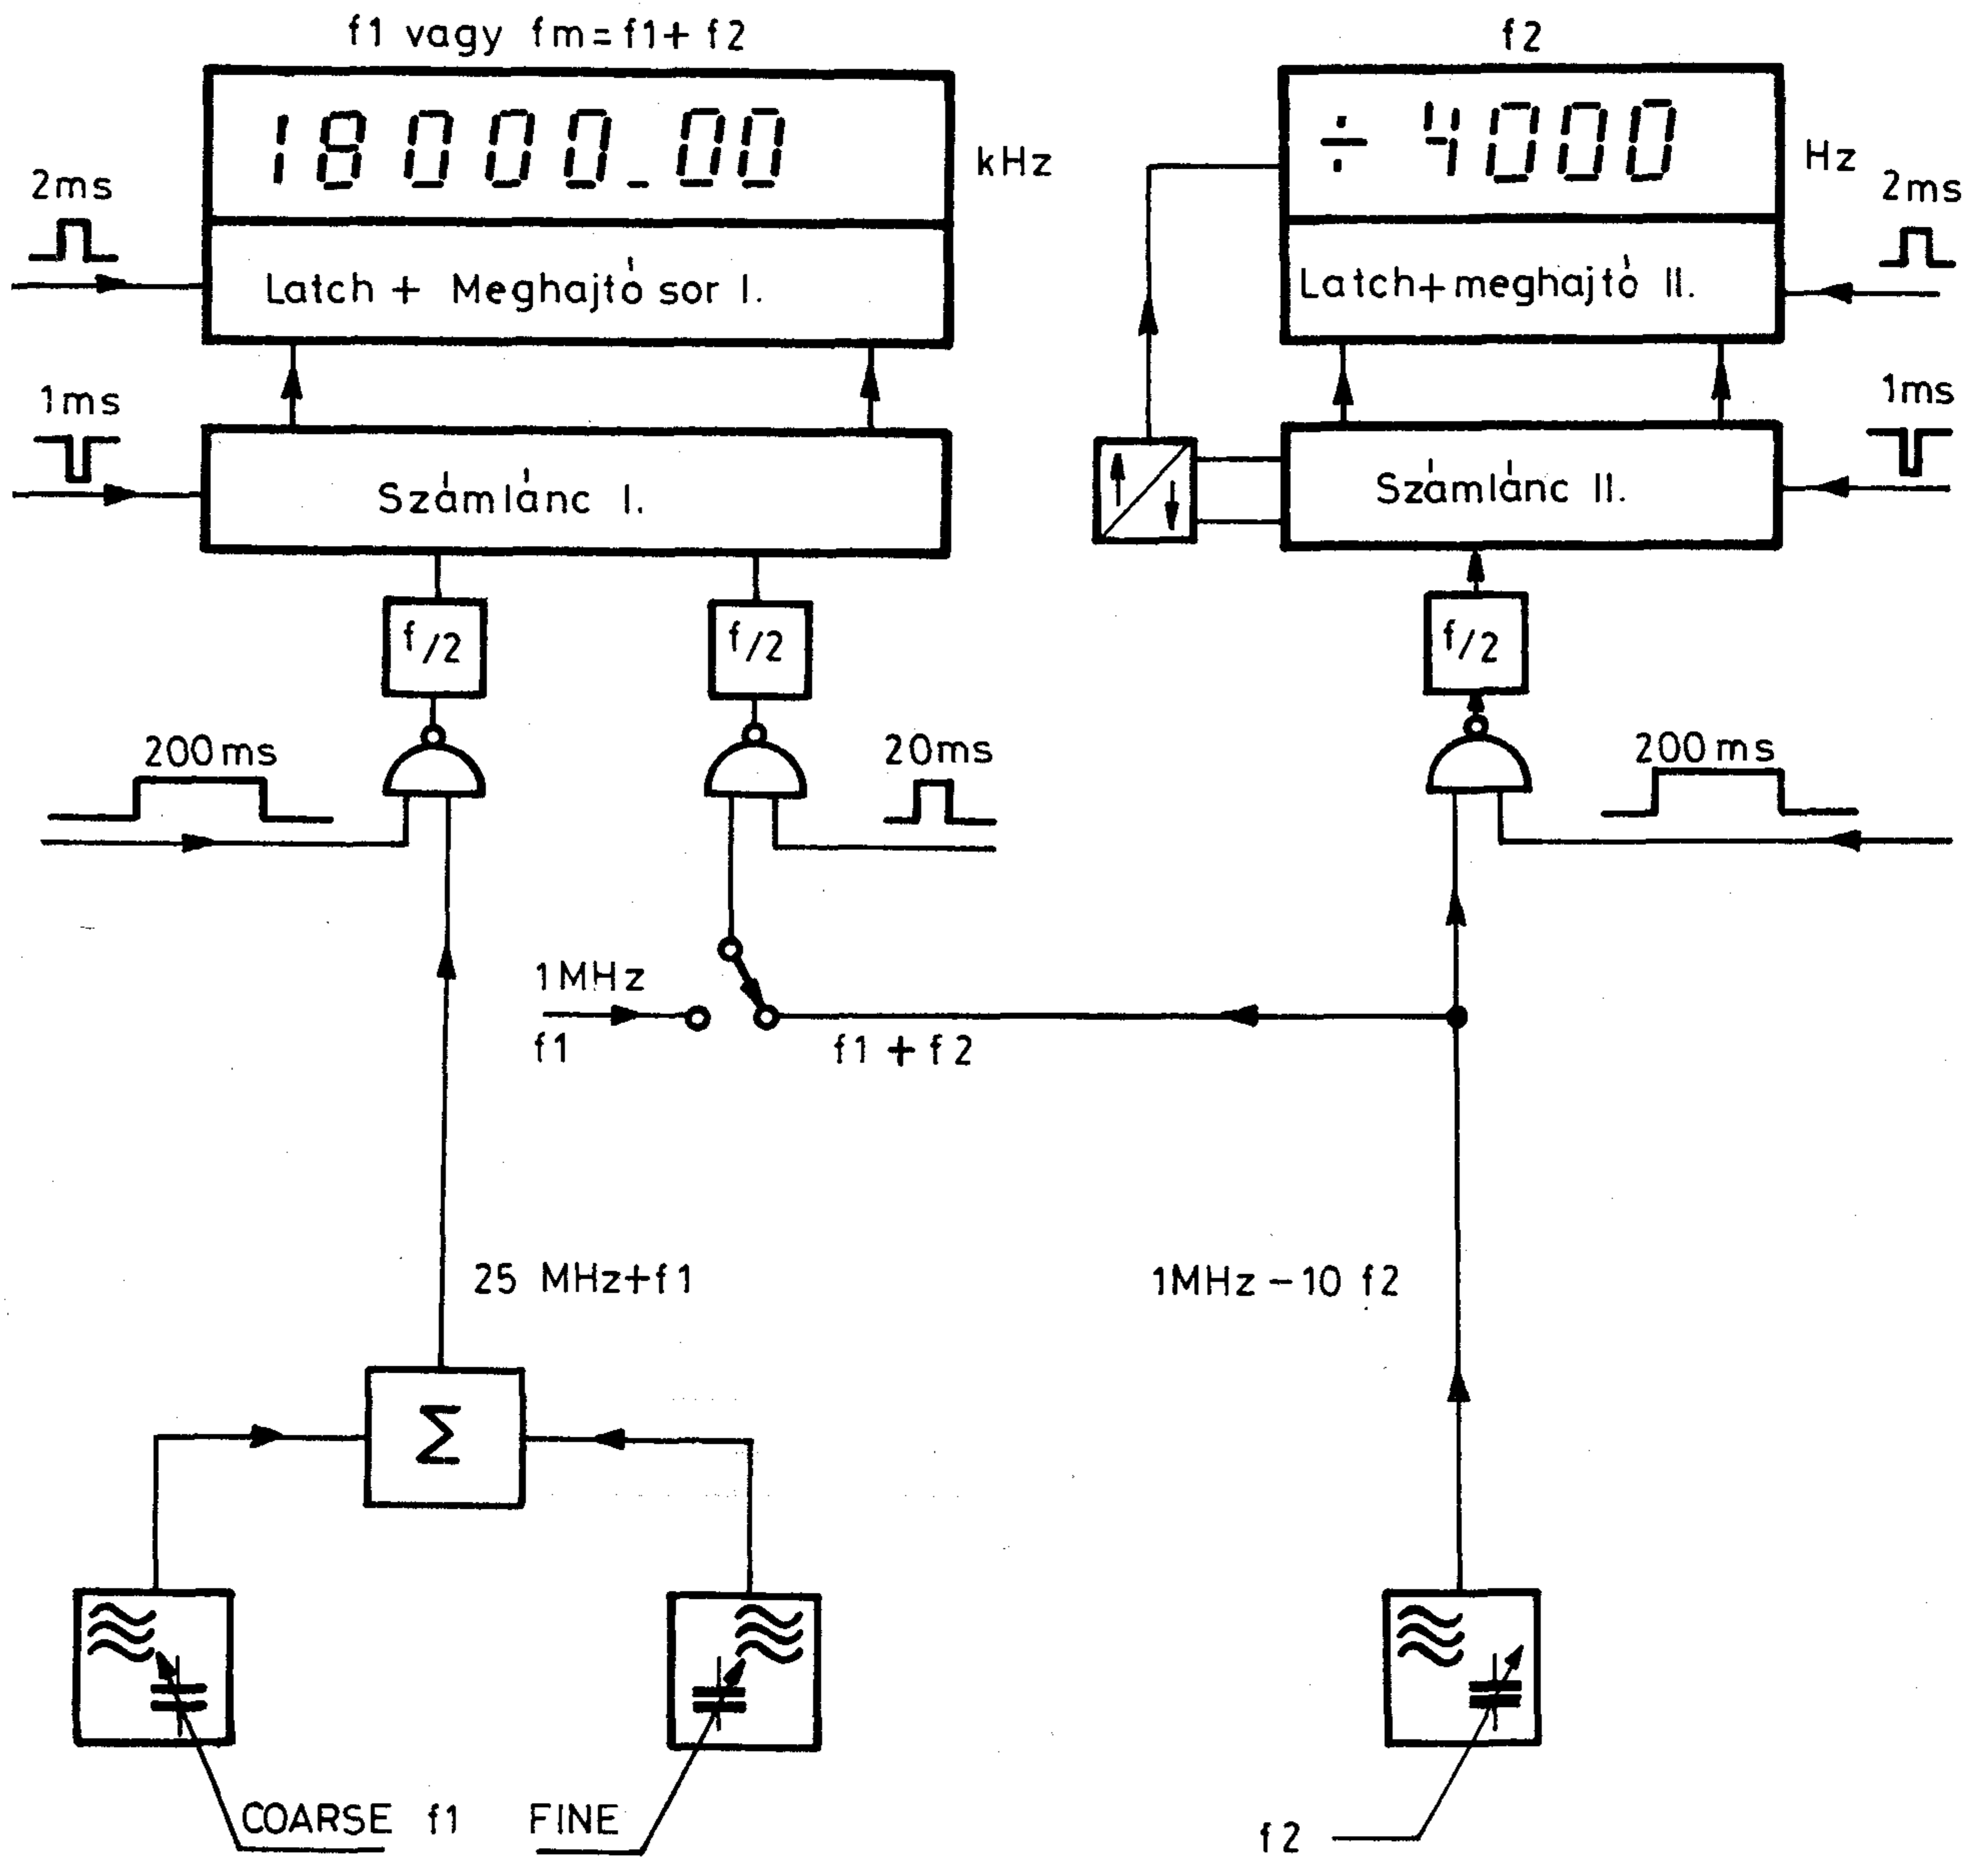 f1 vagy fm=f1+f2
f2
18000.00
kHz
÷ 4000
Hz
2ms
2ms
Latch + Meghajtó sor I.
Latch+meghajtó II.
1ms
1ms
Számlánc I.
Számlánc II.
f/2
f/2
f/2
200ms
20ms
200ms
1MHz
f1
f1+f2
25 MHz+f1
1MHz-10 f2
Σ
COARSE f1 FINE
f2